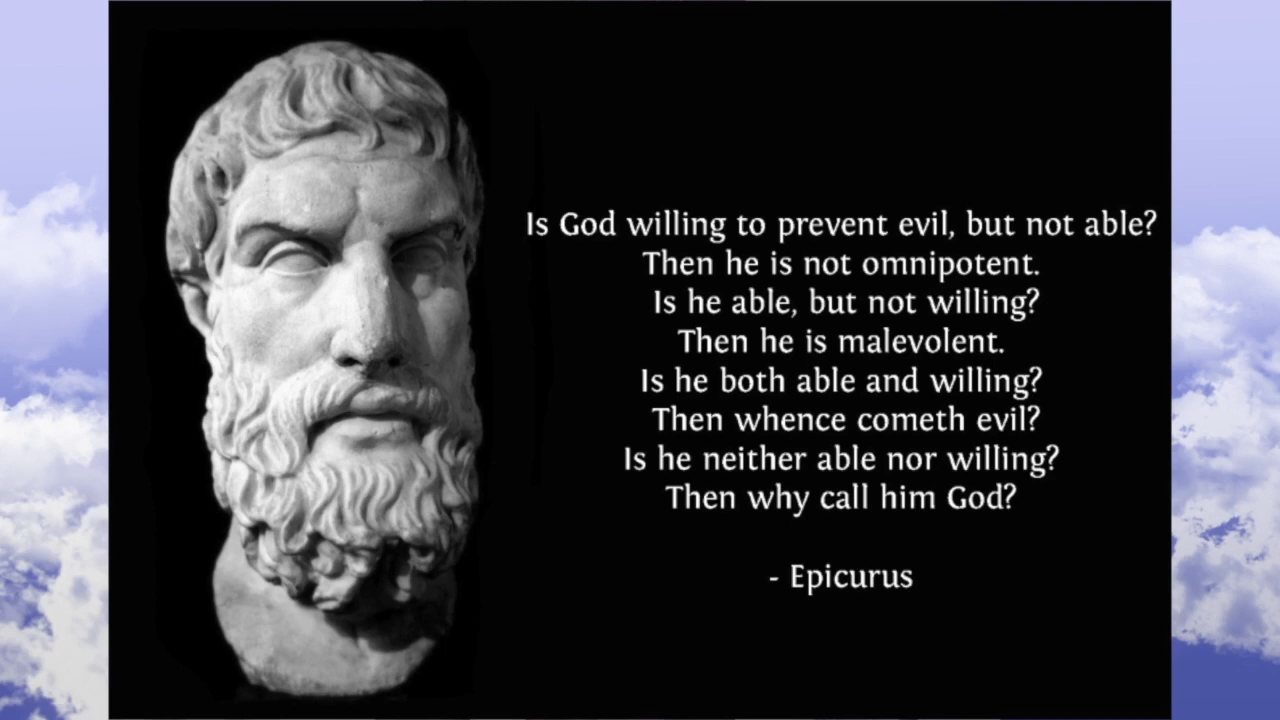 Is God willing to prevent evil, but not able?
Then he is not omnipotent.
Is he able, but not willing?
Then he is malevolent.
Is he both able and willing?
Then whence cometh evil?
Is he neither able nor willing?
Then why call him God?
- Epicurus